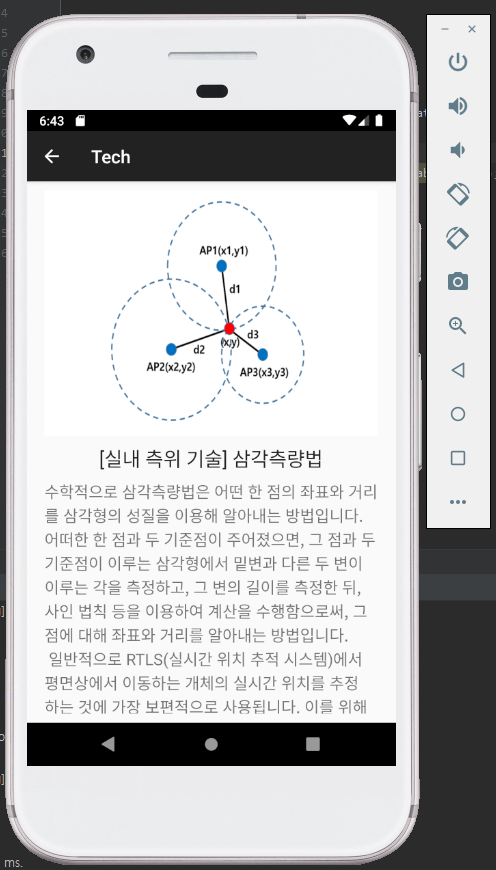 6:43
Tech
AP1(x1,y1)
d1
d3
(x,y)
d2
AP2(x2,y2)
AP3(x3,y3)
[실내 측위 기술] 삼각측량법
수학적으로 삼각측량법은 어떤 한 점의 좌표와 거리
를 삼각형의 성질을 이용해 알아내는 방법입니다.
어떠한 한 점과 두 기준점이 주어졌으면, 그 점과 두
기준점이 이루는 삼각형에서 밑변과 다른 두 변이
이루는 각을 측정하고, 그 변의 길이를 측정한 뒤,
사인 법칙 등을 이용하여 계산을 수행함으로써, 그
점에 대해 좌표와 거리를 알아내는 방법입니다.
일반적으로 RTLS(실시간 위치 추적 시스템)에서
평면상에서 이동하는 개체의 실시간 위치를 추정
하는 것에 가장 보편적으로 사용됩니다. 이를 위해
ms.